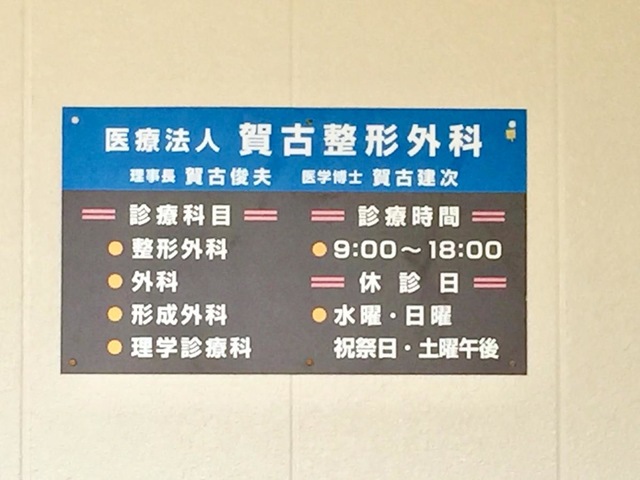 医療法人 賀古整形外科
理事長 賀古俊夫 医学博士 賀古建次
診療科目
整形外科
外科
形成外科
理学診療科
診療時間
9:00～18:00
休診日
水曜・日曜
祝祭日・土曜午後